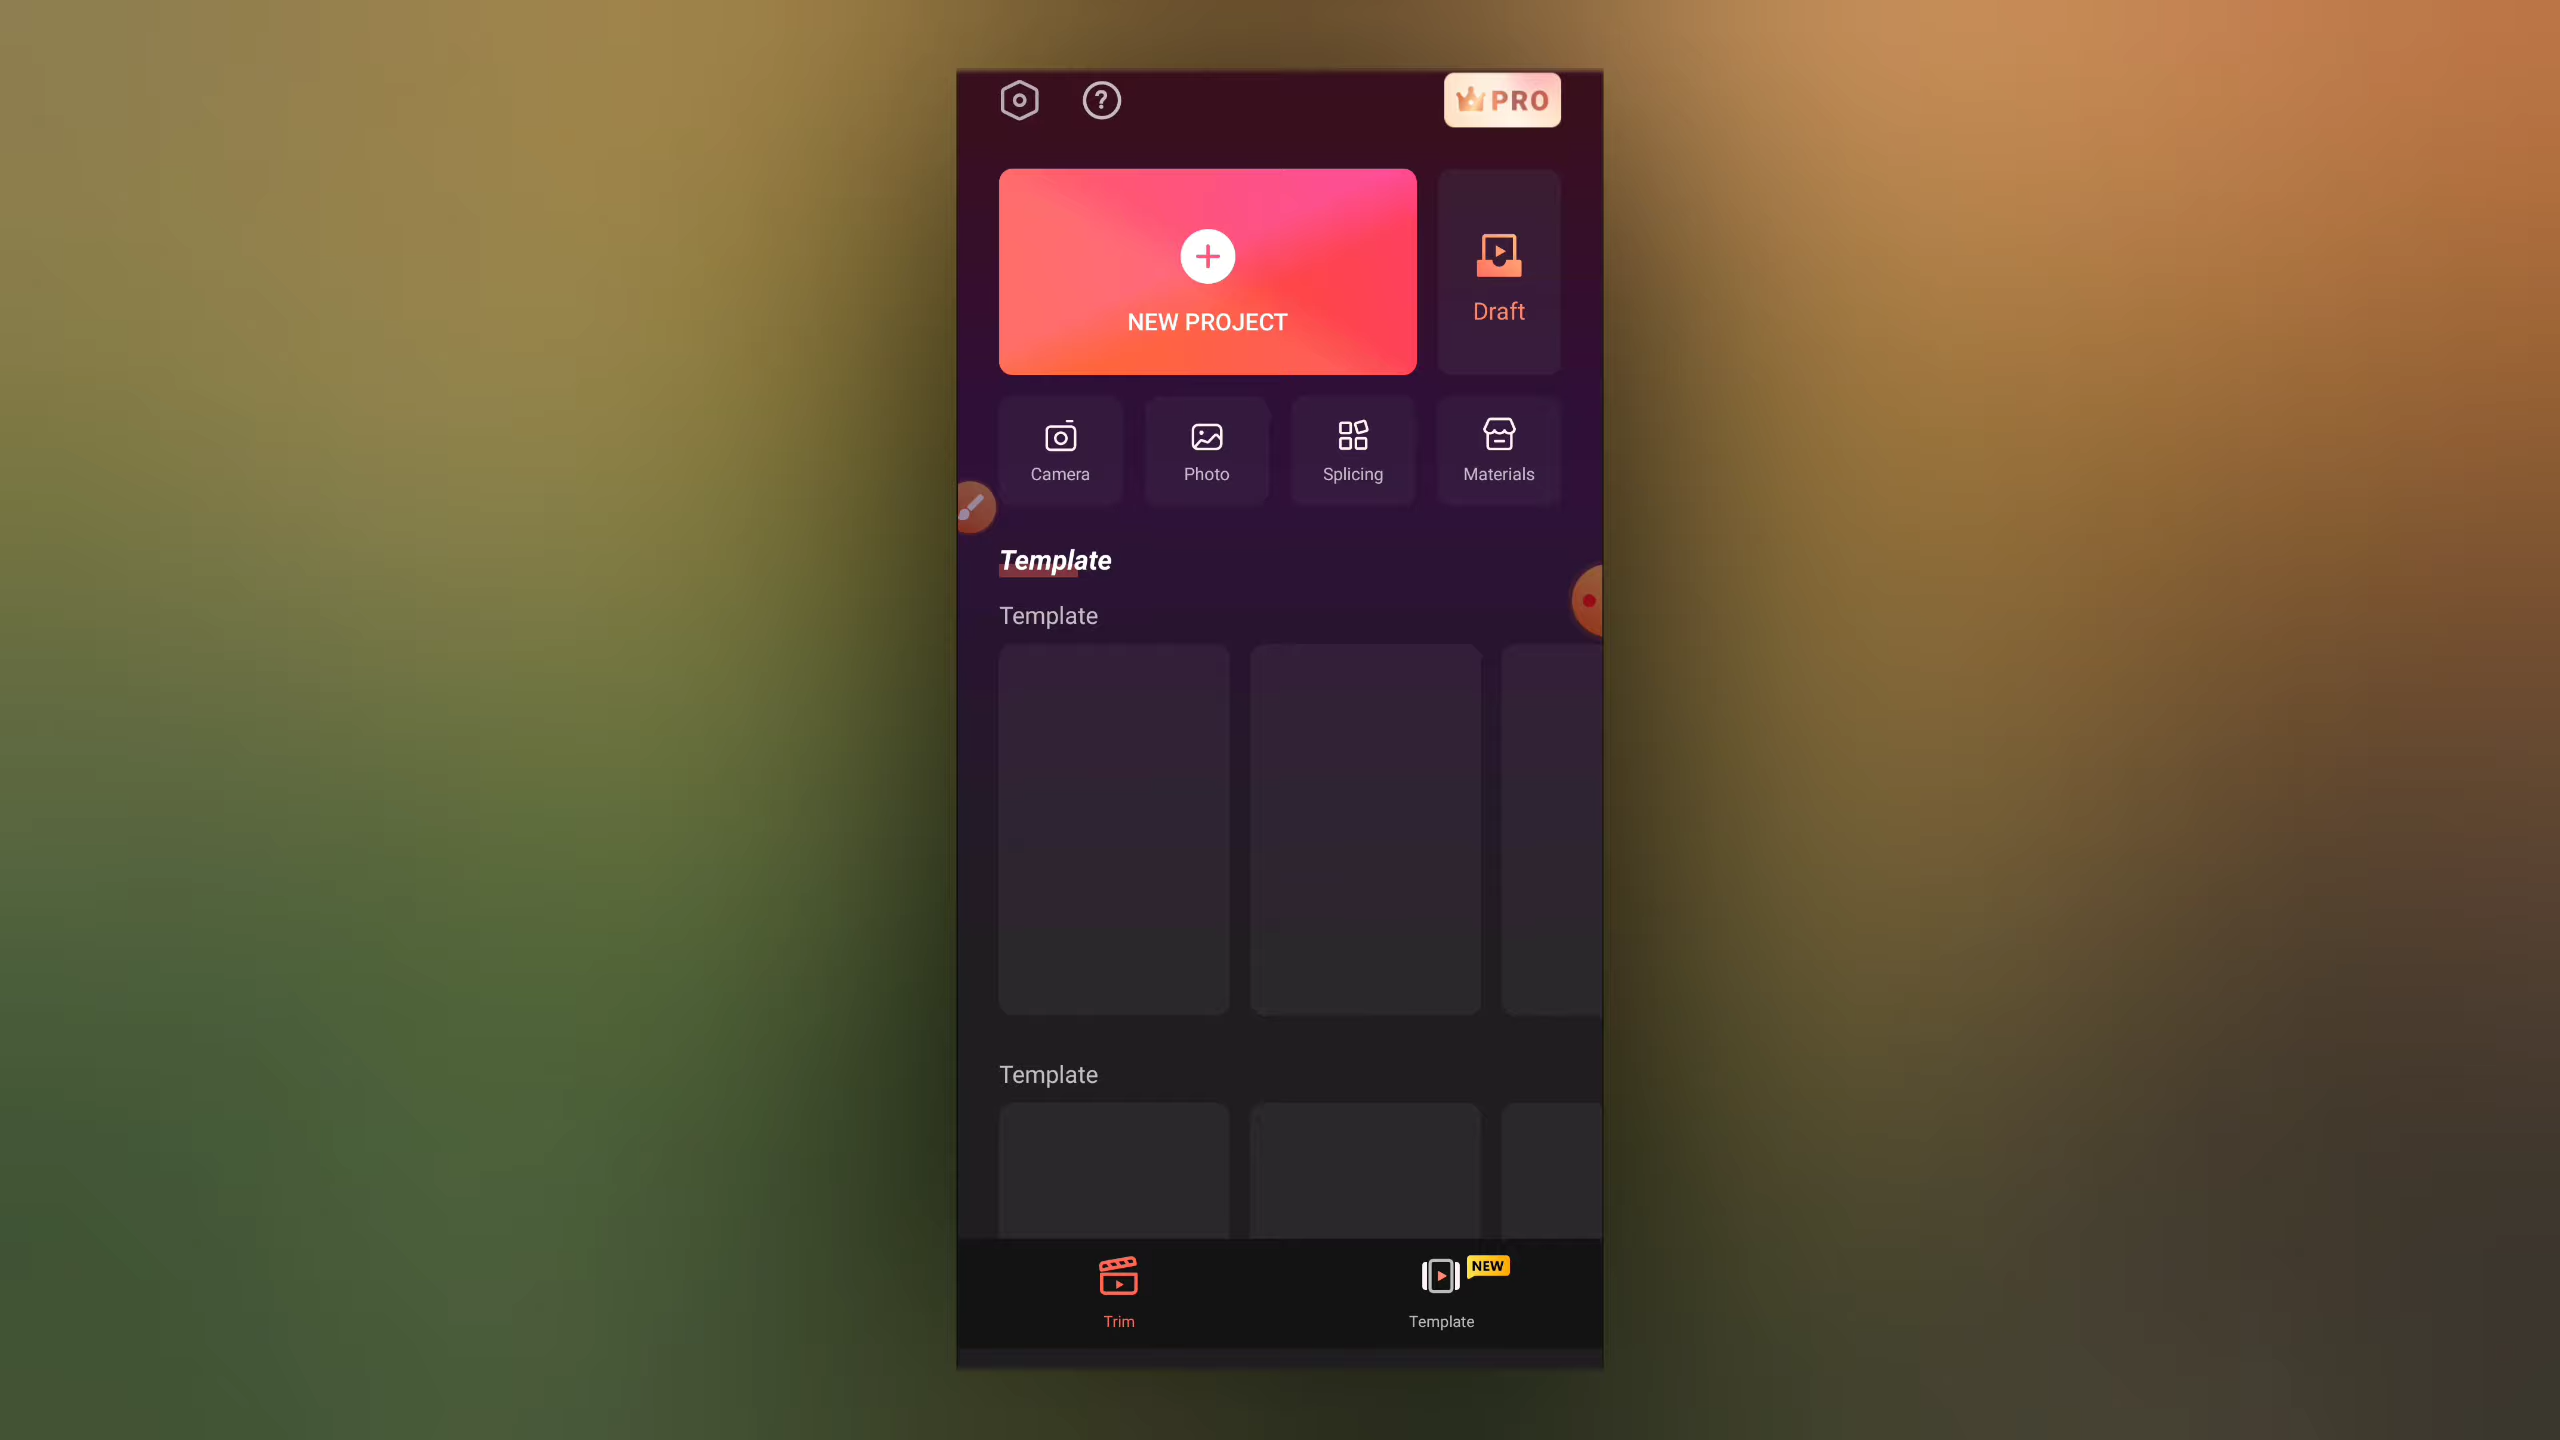 PRO
NEW PROJECT
Draft
Camera
Photo
Splicing
Materials
Template
Template
Template
NEW
Trim
Template